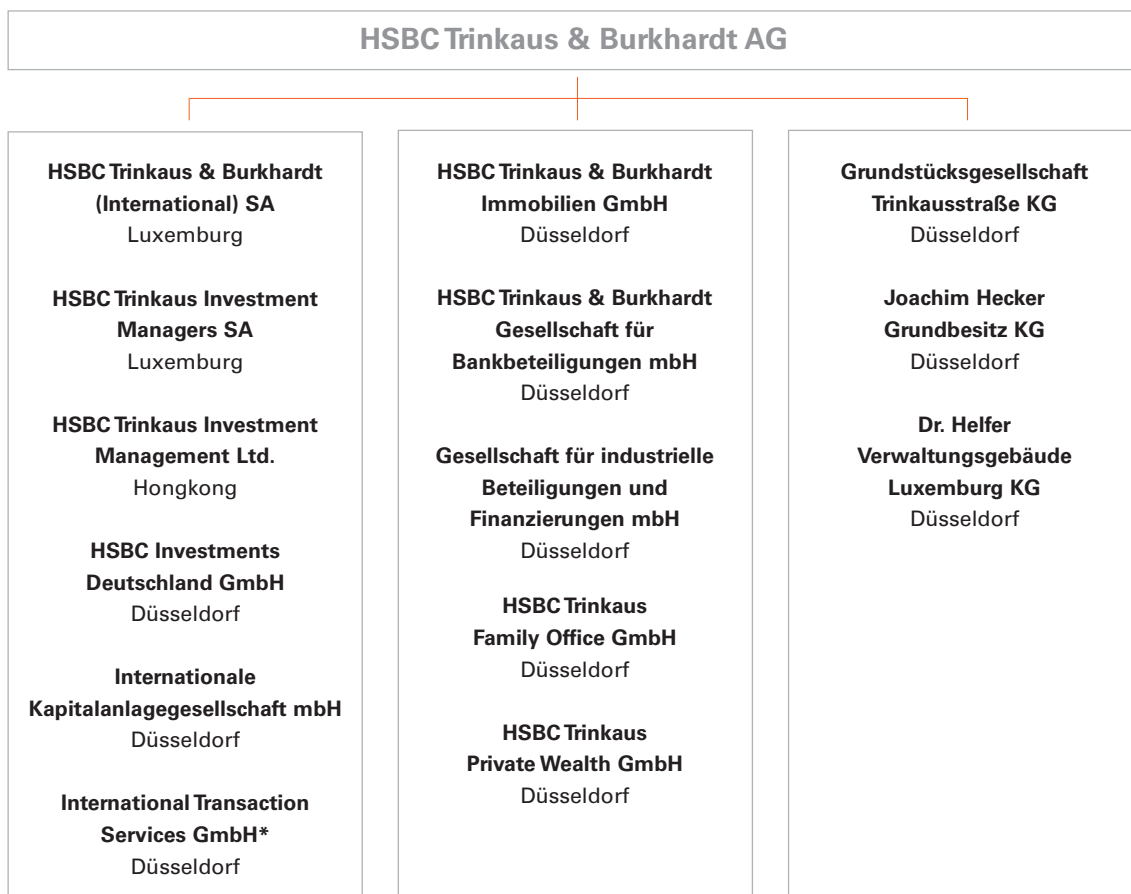 HSBC Trinkaus & Burkhardt AG
HSBC Trinkaus & Burkhardt
(International) SA
Luxemburg
HSBC Trinkaus Investment
Managers SA
Luxemburg
HSBC Trinkaus Investment
Management Ltd.
Hongkong
HSBC Investments
Deutschland GmbH
Düsseldorf
Internationale
Kapitalanlagegesellschaft mbH
Düsseldorf
International Transaction
Services GmbH*
Düsseldorf
HSBC Trinkaus & Burkhardt
Immobilien GmbH
Düsseldorf
HSBC Trinkaus & Burkhardt
Gesellschaft für
Bankbeteiligungen mbH
Düsseldorf
Gesellschaft für industrielle
Beteiligungen und
Finanzierungen mbH
Düsseldorf
HSBC Trinkaus
Family Office GmbH
Düsseldorf
HSBC Trinkaus
Private Wealth GmbH
Düsseldorf
Grundstücksgesellschaft
Trinkausstraße KG
Düsseldorf
Joachim Hecker
Grundbesitz KG
Düsseldorf
Dr. Helfer
Verwaltungsgebäude
Luxemburg KG
Düsseldorf